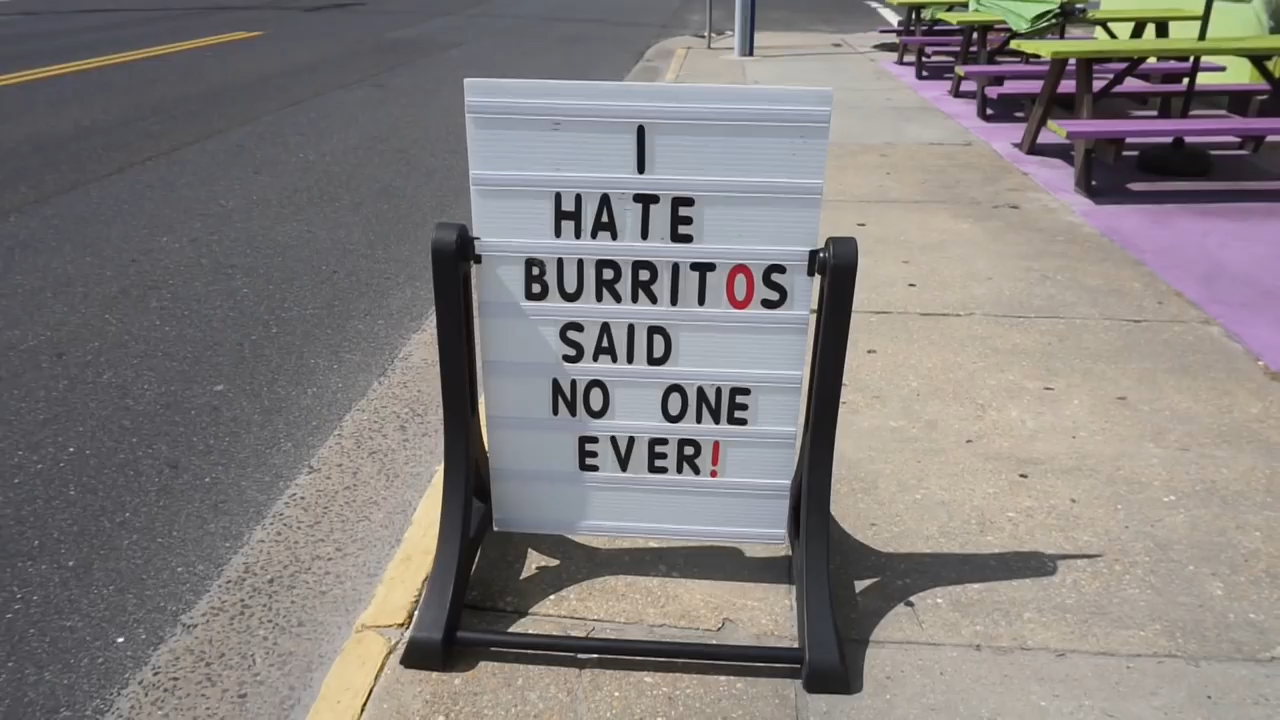 I
HATE
BURRITOS
SAID
NO ONE
EVER!